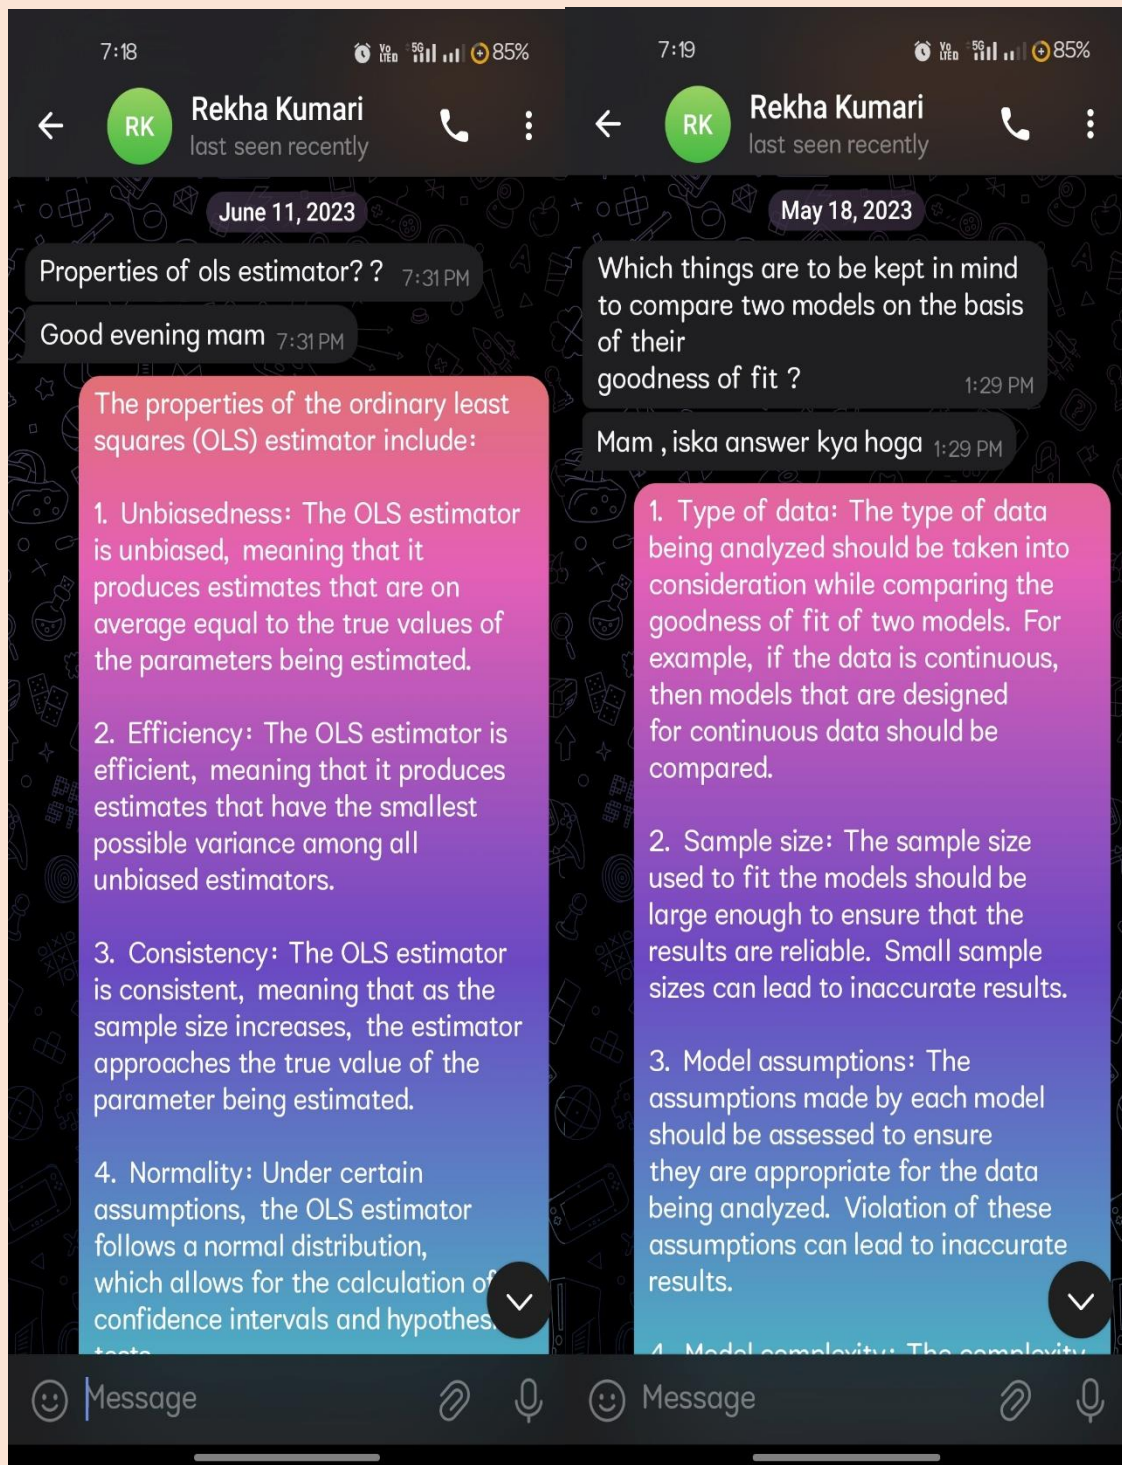 7:18
Vo LTED 5G 85%
RK
Rekha Kumari
last seen recently
June 11, 2023
Properties of ols estimator? ? 7:31 PM
Good evening mam 7:31 PM
The properties of the ordinary least
squares (OLS) estimator include:
1. Unbiasedness: The OLS estimator
is unbiased, meaning that it
produces estimates that are on
average equal to the true values of
the parameters being estimated.
2. Efficiency: The OLS estimator is
efficient, meaning that it produces
estimates that have the smallest
possible variance among all
unbiased estimators.
3. Consistency: The OLS estimator
is consistent, meaning that as the
sample size increases, the estimator
approaches the true value of the
parameter being estimated.
4. Normality: Under certain
assumptions, the OLS estimator
follows a normal distribution,
which allows for the calculation of
confidence intervals and
Message
7:19
Vo LTED 5G 85%
RK
Rekha Kumari
last seen recently
May 18, 2023
Which things are to be kept in mind
to compare two models on the basis
of their
goodness of fit ? 1:29 PM
Mam , iska answer kya hoga 1:29 PM
1. Type of data: The type of data
being analyzed should be taken into
consideration while comparing the
goodness of fit of two models. For
example, if the data is continuous,
then models that are designed
for continuous data should be
compared.
2. Sample size: The sample size
used to fit the models should be
large enough to ensure that the
results are reliable. Small sample
sizes can lead to inaccurate results.
3. Model assumptions: The
assumptions made by each model
should be assessed to ensure
they are appropriate for the data
being analyzed. Violation of these
assumptions can lead to inaccurate
results.
4. Model complexity: The complexity
Message